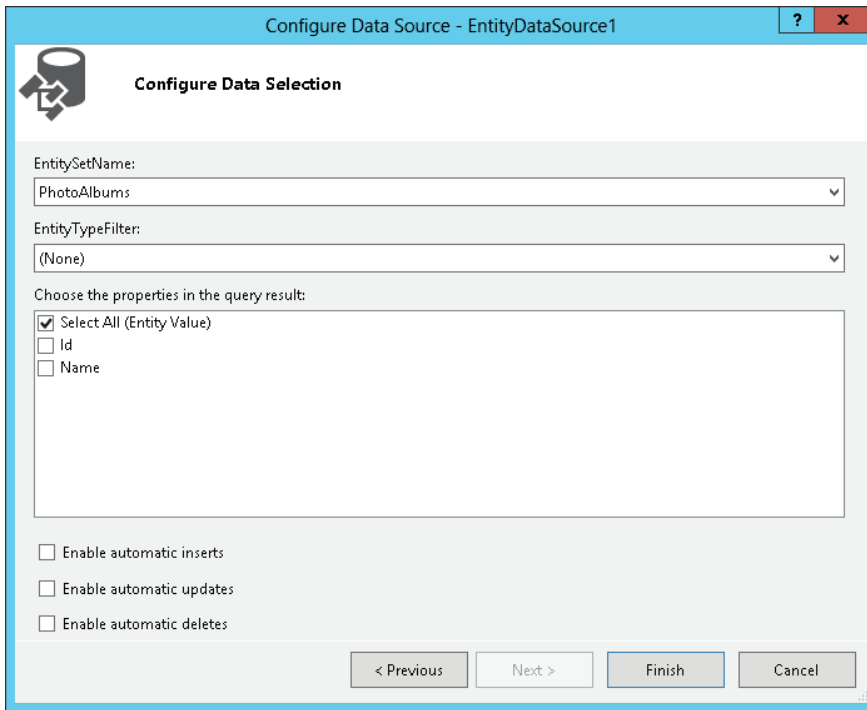 Configure Data Source - EntityDataSource1
? x
Configure Data Selection
EntitySetName:
PhotoAlbums
EntityTypeFilter:
(None)
Choose the properties in the query result:
Select All (Entity Value)
Id
Name
Enable automatic inserts
Enable automatic updates
Enable automatic deletes
< Previous Next > Finish Cancel